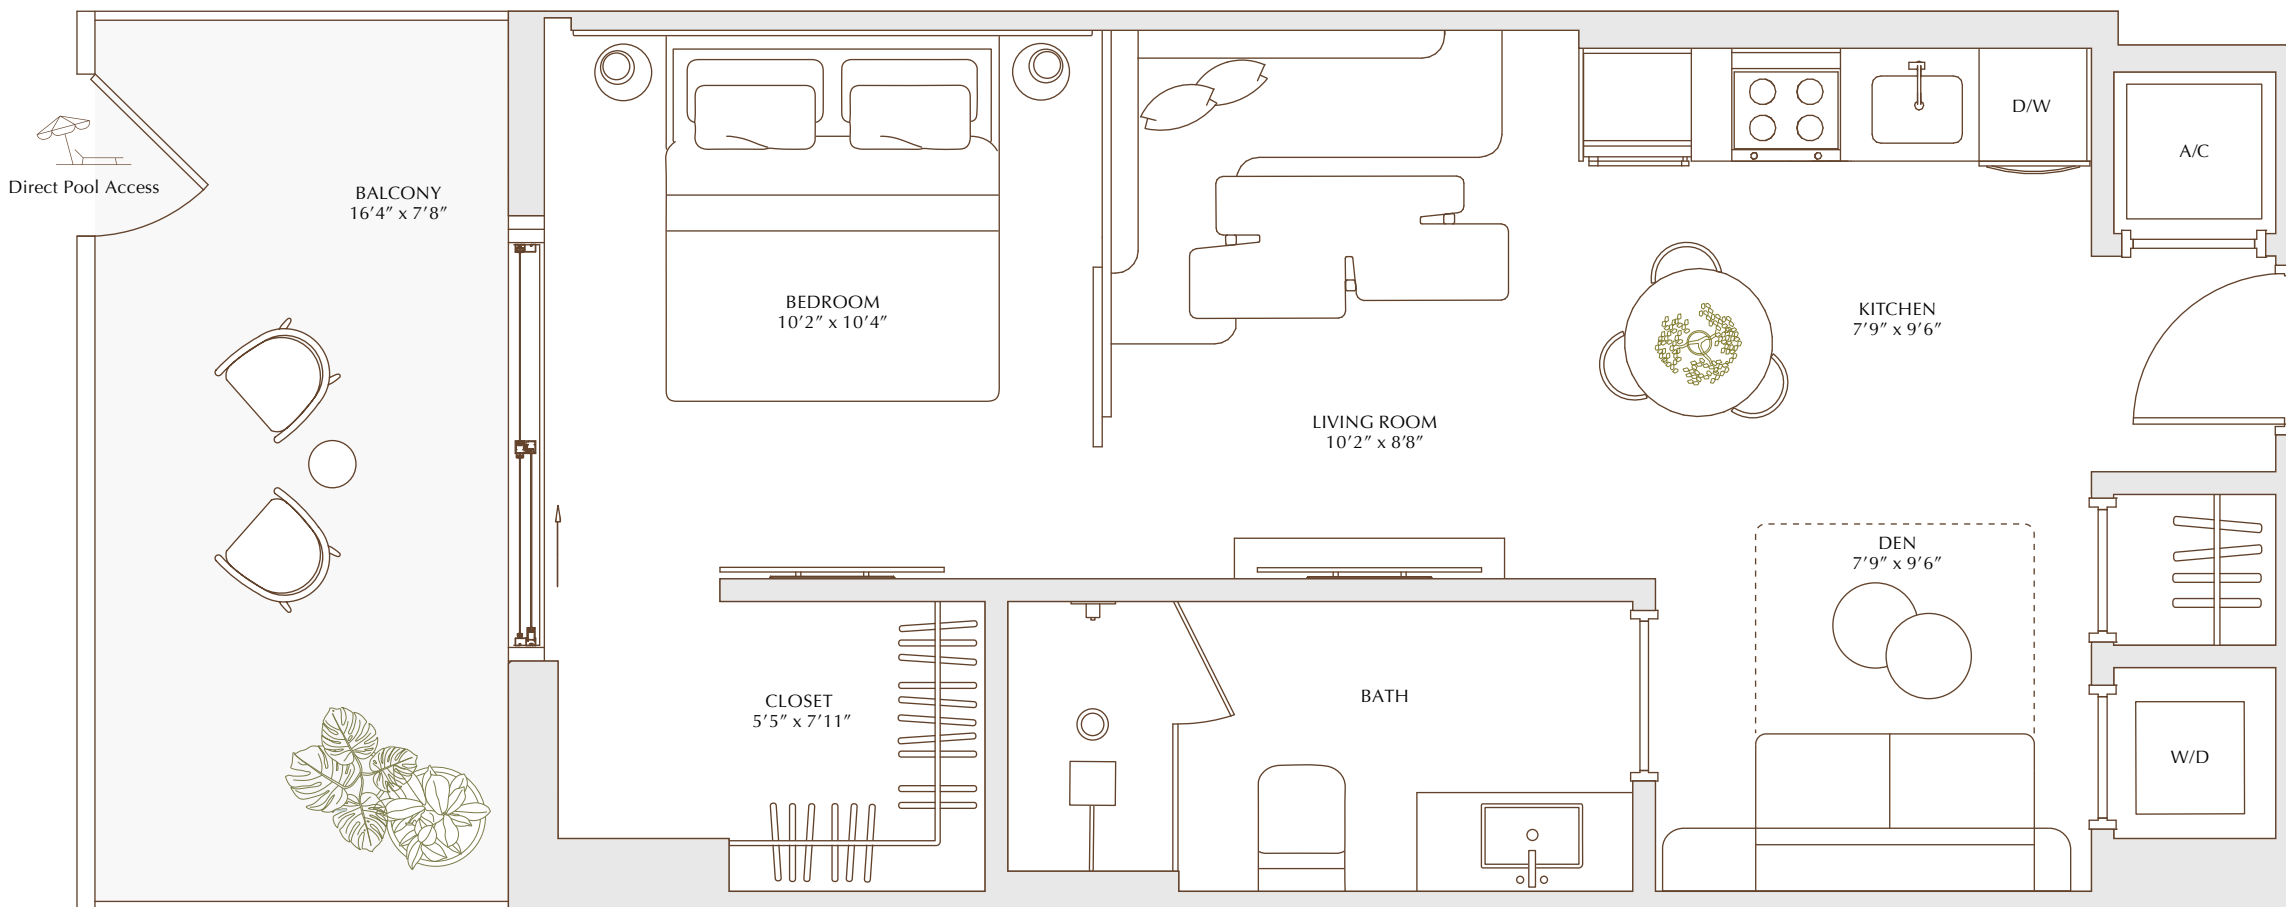 Direct Pool Access
BALCONY
16’4” x 7’8”
BEDROOM
10’2” x 10’4”
LIVING ROOM
10’2” x 8’8”
KITCHEN
7’9” x 9’6”
D/W
A/C
DEN
7’9” x 9’6”
CLOSET
5’5” x 7’11”
BATH
W/D